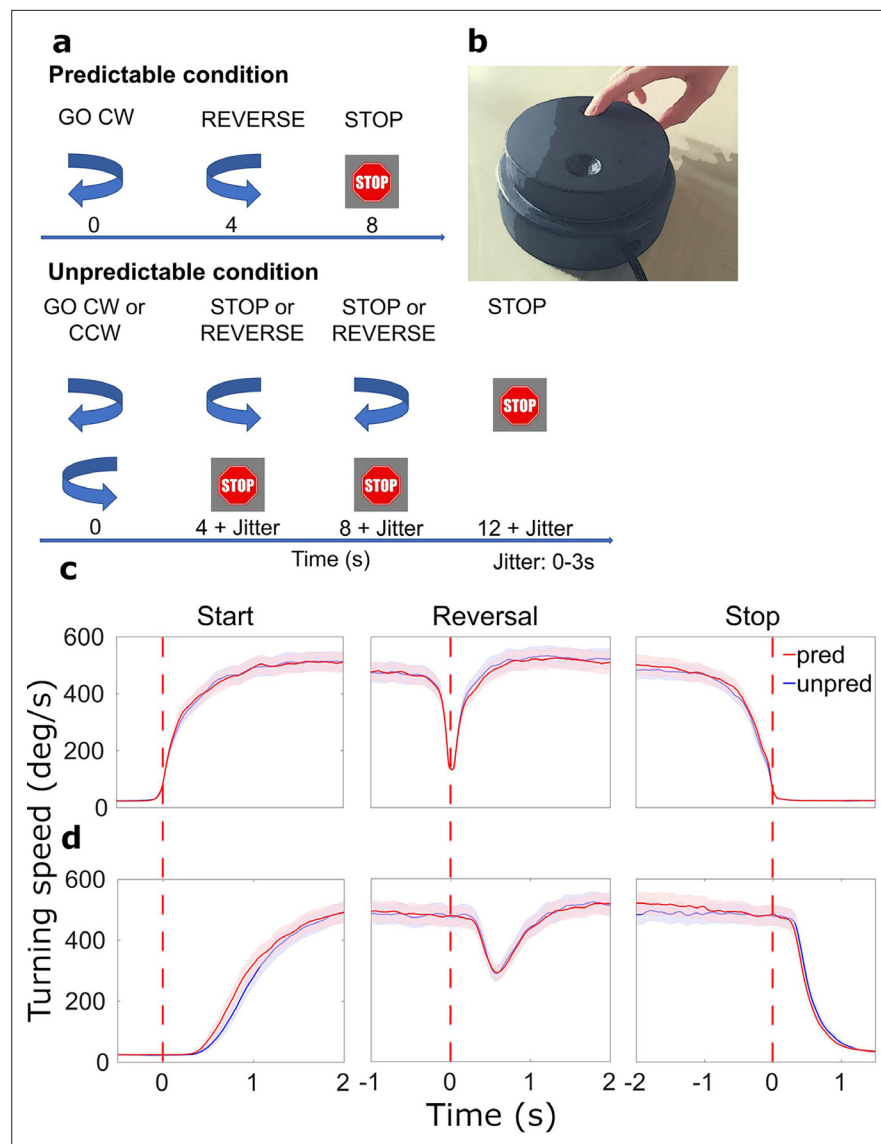 a
Predictable condition
GO CW REVERSE STOP
STOP
0 4 8
b
Unpredictable condition
GO CW or STOP or STOP or STOP
CCW REVERSE REVERSE
STOP
STOP STOP
0 4 + Jitter 8 + Jitter 12 + Jitter
Time (s) Jitter: 0-3s
c
Start Reversal Stop
600
400
200
0
pred
unpred
d
600
400
200
0
Turning speed (deg/s)
0 1 2 -1 0 1 2 -2 -1 0 1
Time (s)